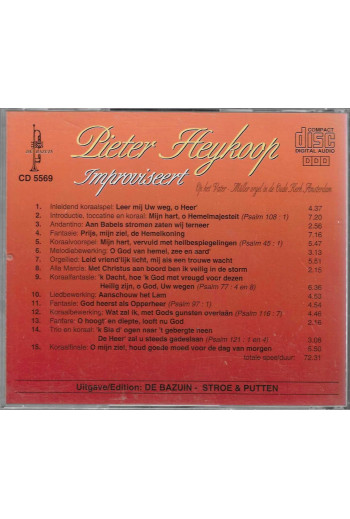 Pieter Heykoop
Improviseert
CD 5569
COMPACT
disc
DIGITAL AUDIO
DDD
Op het Vater - Müller orgel in de Oude Kerk, Amsterdam
1. Inleidend koraalspel: Leer mij Uw weg, o Heer' 4.37
2. Introductie, toccatine en koraal: Mijn hart, o Hemelmajesteit (Psalm 108 : 1) 7.20
3. Andantino: Aan Babels stromen zaten wij terneer 2.56
4. Fantasie: Prijs, mijn ziel, de Hemelkoning 7.16
5. Koraalvoorspel: Mijn hart, vervuld met heilbespiegelingen (Psalm 45 : 1) 5.47
6. Melodiebewerking: O God van hemel, zee en aard' 3.11
7. Orgellied: Leid vriend'lijk licht, mij als een trouwe wacht 5.51
8. Alla Marcia: Met Christus aan boord ben ik veilig in de storm 2.15
9. Koraalfantasie: 'k Dacht, hoe ik God met vreugd voor dezen
Heilig zijn, o God, Uw wegen (Psalm 77 : 4 en 8) 6.36
10. Liedbewerking: Aanschouw het Lam 4.53
11. Fantasie: God heerst als Opperheer (Psalm 97 : 1) 3.18
12. Koraalbewerking: Wat zal ik, met Gods gunsten overlaân (Psalm 116 : 7) 4.46
13. Fanfare: O hoogt' en diepte, looft nu God 2.16
14. Trio en koraal: 'k Sla d' ogen naar 't gebergte heen
De Heer' zal u steeds gadeslaan (Psalm 121 : 1 en 4) 3.08
15. Koraalfinale: O mijn ziel, houd goede moed voor de dag van morgen 6.50
totale speelduur: 72.31
Uitgave/Edition: DE BAZUIN - STROE & PUTTEN